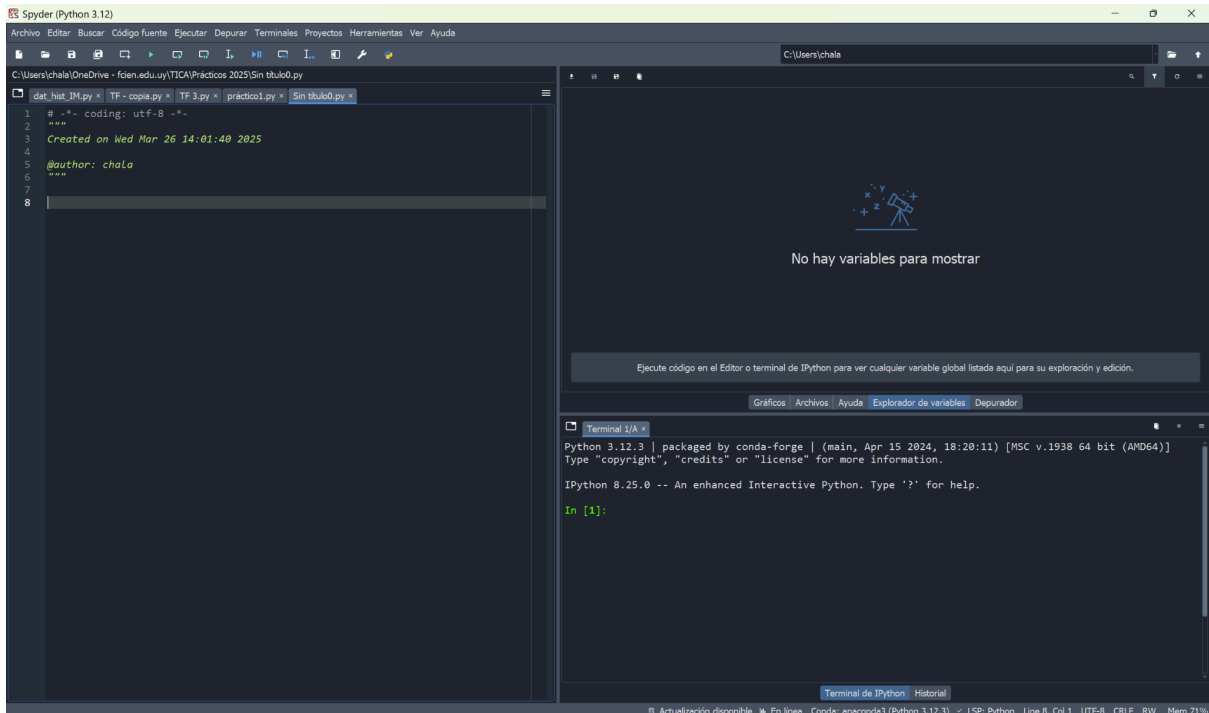 Spyder (Python 3.12)
Archivo Editar Buscar Código fuente Ejecutar Depurar Terminales Proyectos Herramientas Ver Ayuda
C:\Users\chala
C:\Users\chala\OneDrive - fcien.edu.uy\TICA\Prácticos 2025\Sin título0.py
dat_hist_IM.py × TF - copia.py × TF 3.py × práctico1.py × Sin título0.py ×
1 # -*- coding: utf-8 -*-
2 """
3 Created on Wed Mar 26 14:01:40 2025
4
5 @author: chala
6 """
7
8
No hay variables para mostrar
Ejecute código en el Editor o terminal de IPython para ver cualquier variable global listada aquí para su exploración y edición.
Gráficos Archivos Ayuda Explorador de variables Depurador
Terminal 1/A ×
Python 3.12.3 | packaged by conda-forge | (main, Apr 15 2024, 18:20:11) [MSC v.1938 64 bit (AMD64)]
Type "copyright", "credits" or "license" for more information.
IPython 8.25.0 -- An enhanced Interactive Python. Type '?' for help.
In [1]:
Terminal de IPython Historial
Actualización disponible En línea Conda: anaconda3 (Python 3.12.3) ✓ LSP: Python Line 8, Col 1 UTF-8 CRLF RW Mem 71%